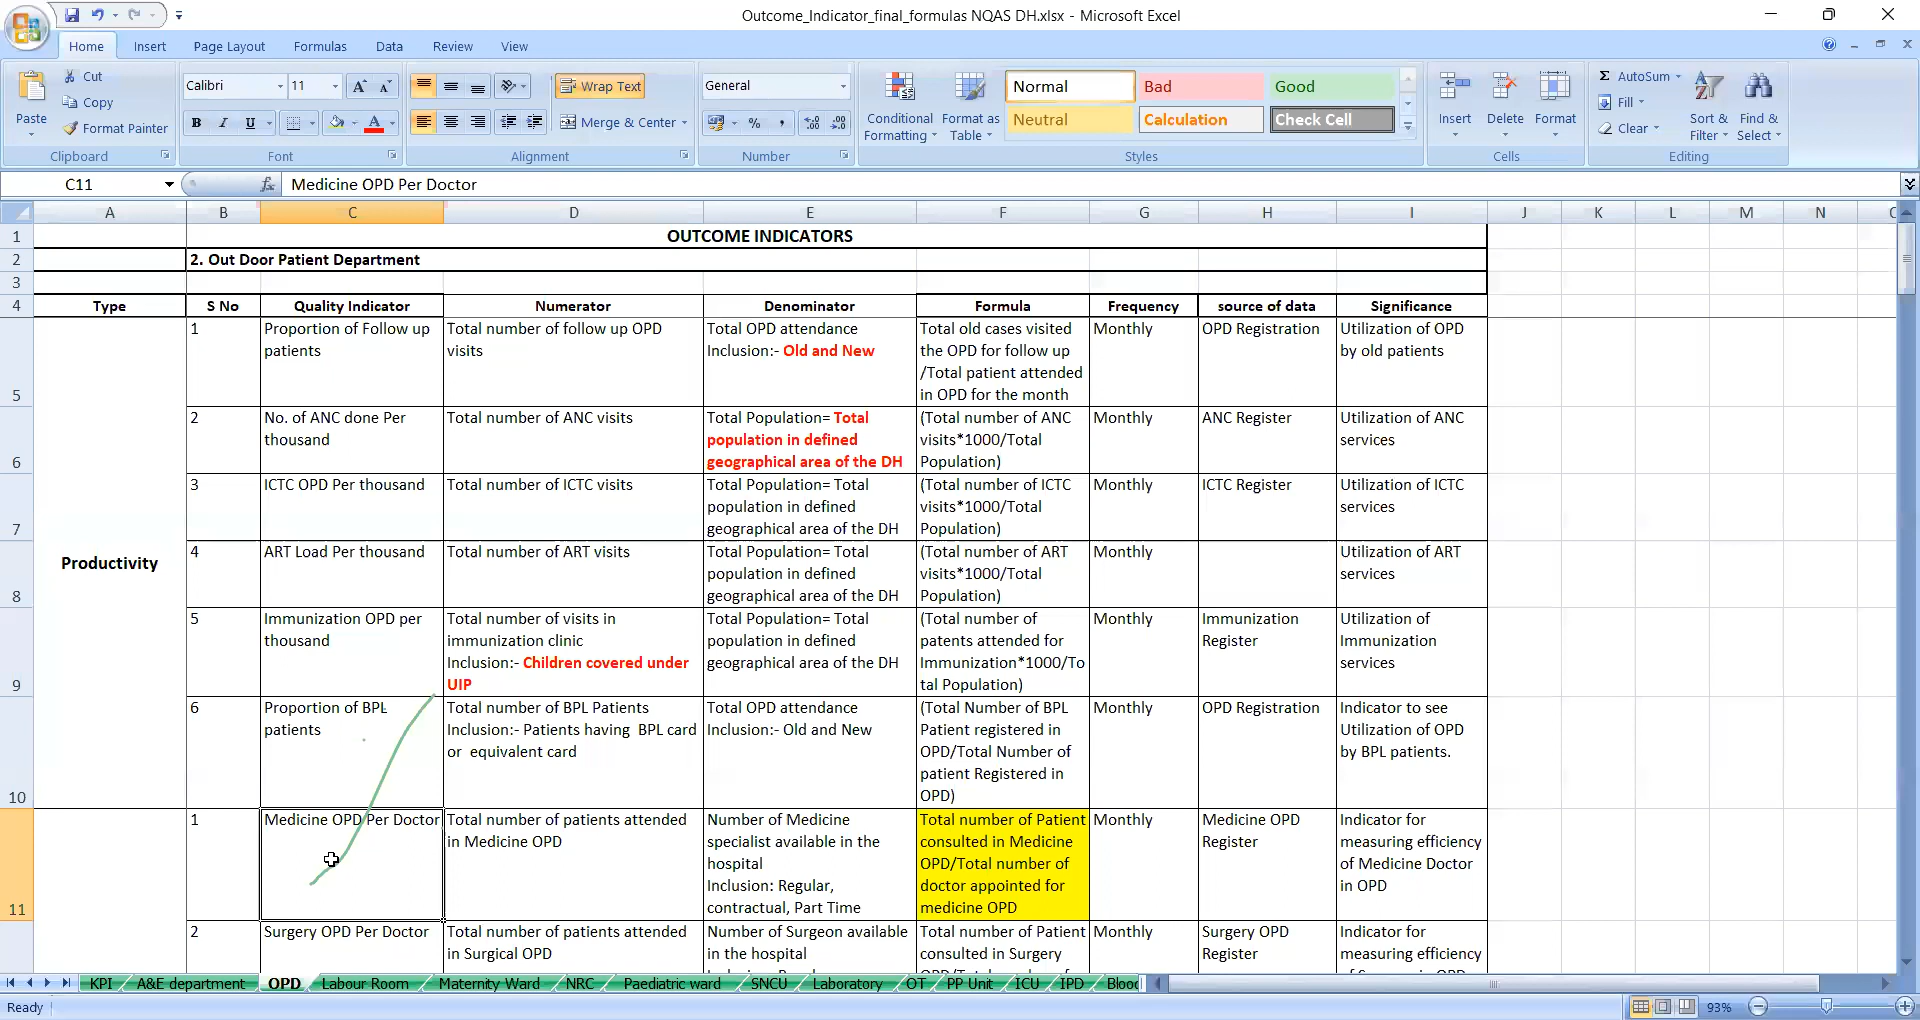 Outcome_Indicator_final_formulas NQAS DH.xlsx - Microsoft Excel
Home Insert Page Layout Formulas Data Review View
Paste
Cut
Copy
Format Painter
Clipboard
Calibri 11
B I U
Font
Wrap Text
Merge & Center
Alignment
General
% ,
Number
Conditional Formatting
Format as Table
Normal Bad Good
Neutral Calculation Check Cell
Styles
Insert Delete Format
Cells
Σ AutoSum
Fill
Clear
Sort & Filter
Find & Select
Editing
C11 fx Medicine OPD Per Doctor
A B C D E F G H I J K L M N
1 OUTCOME INDICATORS
2 2. Out Door Patient Department
3
4 Type S No Quality Indicator Numerator Denominator Formula Frequency source of data Significance
Productivity
5
1
Proportion of Follow up
patients
Total number of follow up OPD
visits
Total OPD attendance
Inclusion:- Old and New
Total old cases visited
the OPD for follow up
/Total patient attended
in OPD for the month
Monthly
OPD Registration
Utilization of OPD
by old patients
6
2
No. of ANC done Per
thousand
Total number of ANC visits
Total Population= Total
population in defined
geographical area of the DH
(Total number of ANC
visits*1000/Total
Population)
Monthly
ANC Register
Utilization of ANC
services
7
3
ICTC OPD Per thousand
Total number of ICTC visits
Total Population= Total
population in defined
geographical area of the DH
(Total number of ICTC
visits*1000/Total
Population)
Monthly
ICTC Register
Utilization of ICTC
services
8
4
ART Load Per thousand
Total number of ART visits
Total Population= Total
population in defined
geographical area of the DH
(Total number of ART
visits*1000/Total
Population)
Monthly
Utilization of ART
services
9
5
Immunization OPD per
thousand
Total number of visits in
immunization clinic
Inclusion:- Children covered under
UIP
Total Population= Total
population in defined
geographical area of the DH
(Total number of
patents attended for
Immunization*1000/To
tal Population)
Monthly
Immunization
Register
Utilization of
Immunization
services
10
6
Proportion of BPL
patients
Total number of BPL Patients
Inclusion:- Patients having BPL card
or equivalent card
Total OPD attendance
Inclusion:- Old and New
(Total Number of BPL
Patient registered in
OPD/Total Number of
patient Registered in
OPD)
Monthly
OPD Registration
Indicator to see
Utilization of OPD
by BPL patients.
11
1
Medicine OPD Per Doctor
Total number of patients attended
in Medicine OPD
Number of Medicine
specialist available in the
hospital
Inclusion: Regular,
contractual, Part Time
Total number of Patient
consulted in Medicine
OPD/Total number of
doctor appointed for
medicine OPD
Monthly
Medicine OPD
Register
Indicator for
measuring efficiency
of Medicine Doctor
in OPD
2
Surgery OPD Per Doctor
Total number of patients attended
in Surgical OPD
Number of Surgeon available
in the hospital
Total number of Patient
consulted in Surgery
Monthly
Surgery OPD
Register
Indicator for
measuring efficiency
KPI A&E department OPD Labour Room Maternity Ward NRC Paediatric ward SNCU Laboratory OT PP Unit ICU IPD Blood
Ready 93%